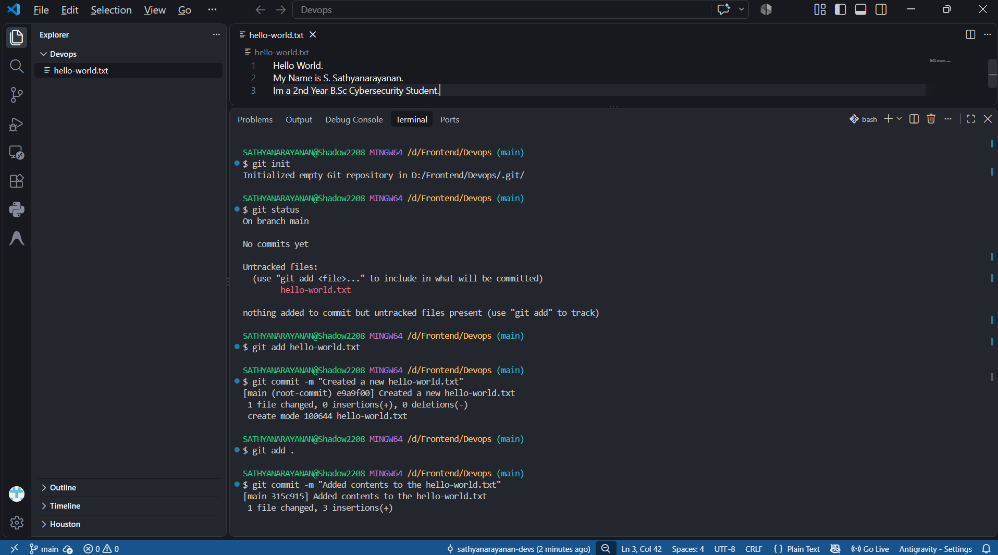 File Edit Selection View Go ··· Devops
Explorer ···
Devops
hello-world.txt
hello-world.txt
hello-world.txt
1 Hello World.
2 My Name is S. Sathyanarayanan.
3 Im a 2nd Year B.Sc Cybersecurity Student.
Problems Output Debug Console Terminal Ports bash
SATHYANARAYANAN@Shadow2208 MINGW64 /d/Frontend/Devops (main)
$ git init
Initialized empty Git repository in D:/Frontend/Devops/.git/
SATHYANARAYANAN@Shadow2208 MINGW64 /d/Frontend/Devops (main)
$ git status
On branch main
No commits yet
Untracked files:
(use "git add <file>..." to include in what will be committed)
hello-world.txt
nothing added to commit but untracked files present (use "git add" to track)
SATHYANARAYANAN@Shadow2208 MINGW64 /d/Frontend/Devops (main)
$ git add hello-world.txt
SATHYANARAYANAN@Shadow2208 MINGW64 /d/Frontend/Devops (main)
$ git commit -m "Created a new hello-world.txt"
[main (root-commit) e9a9f00] Created a new hello-world.txt
1 file changed, 0 insertions(+), 0 deletions(-)
create mode 100644 hello-world.txt
SATHYANARAYANAN@Shadow2208 MINGW64 /d/Frontend/Devops (main)
$ git add .
SATHYANARAYANAN@Shadow2208 MINGW64 /d/Frontend/Devops (main)
$ git commit -m "Added contents to the hello-world.txt"
[main 315c915] Added contents to the hello-world.txt
1 file changed, 3 insertions(+)
Outline
Timeline
Houston
main 0 0 sathyanarayanan-devs (2 minutes ago) Ln 3, Col 42 Spaces: 4 UTF-8 CRLF {} Plain Text Go Live Antigravity - Settings